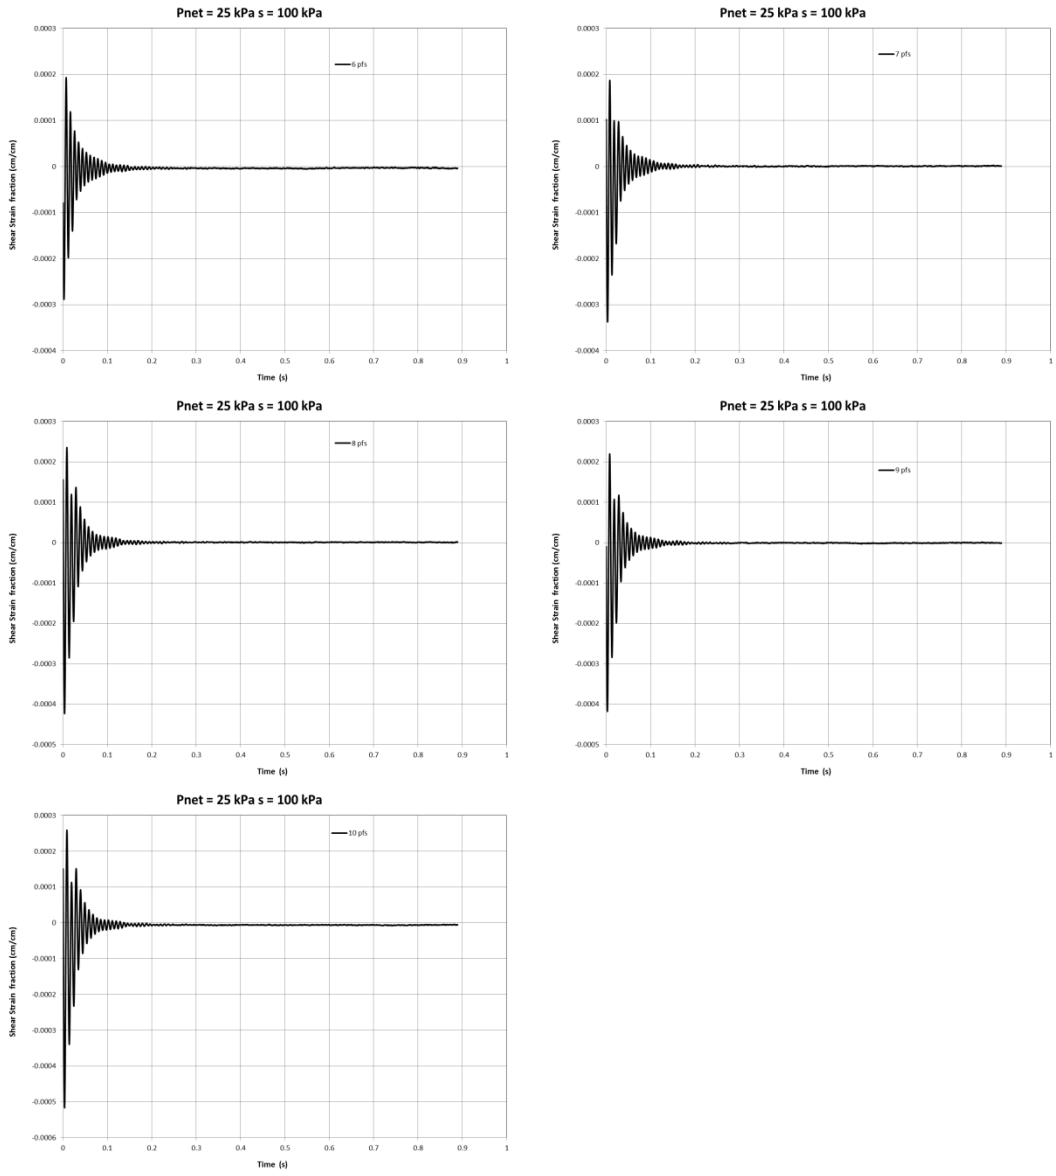 Pnet = 25 kPa s = 100 kPa
6 pfs
0.0003
0.0002
0.0001
0
-0.0001
-0.0002
-0.0003
-0.0004
Shear Strain fraction (cm/cm)
0 0.1 0.2 0.3 0.4 0.5 0.6 0.7 0.8 0.9 1
Time (s)
Pnet = 25 kPa s = 100 kPa
7 pfs
0.0003
0.0002
0.0001
0
-0.0001
-0.0002
-0.0003
-0.0004
Shear Strain fraction (cm/cm)
0 0.1 0.2 0.3 0.4 0.5 0.6 0.7 0.8 0.9 1
Time (s)
Pnet = 25 kPa s = 100 kPa
8 pfs
0.0003
0.0002
0.0001
0
-0.0001
-0.0002
-0.0003
-0.0004
-0.0005
Shear Strain fraction (cm/cm)
0 0.1 0.2 0.3 0.4 0.5 0.6 0.7 0.8 0.9 1
Time (s)
Pnet = 25 kPa s = 100 kPa
9 pfs
0.0003
0.0002
0.0001
0
-0.0001
-0.0002
-0.0003
-0.0004
-0.0005
Shear Strain fraction (cm/cm)
0 0.1 0.2 0.3 0.4 0.5 0.6 0.7 0.8 0.9 1
Time (s)
Pnet = 25 kPa s = 100 kPa
10 pfs
0.0003
0.0002
0.0001
0
-0.0001
-0.0002
-0.0003
-0.0004
-0.0005
-0.0006
Shear Strain fraction (cm/cm)
0 0.1 0.2 0.3 0.4 0.5 0.6 0.7 0.8 0.9 1
Time (s)